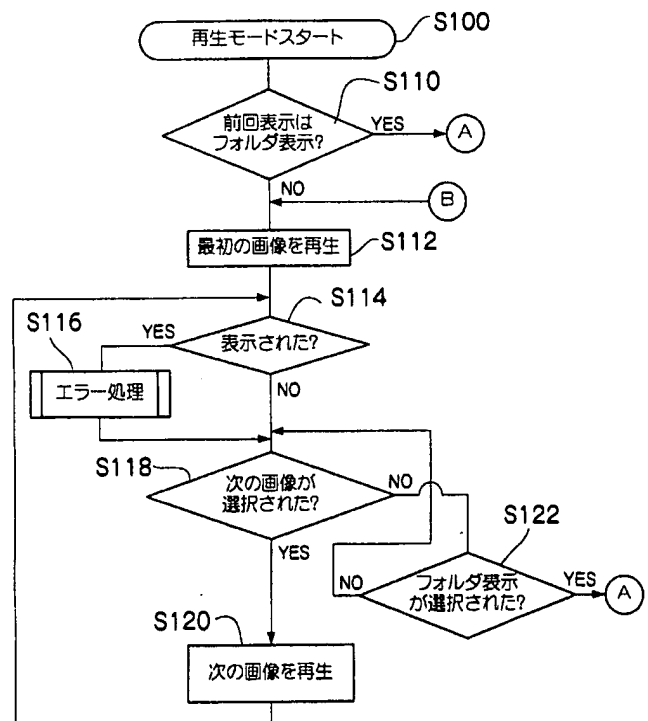 再生モードスタート
S100
S110
前回表示は
フォルダ表示?
YES
A
NO
B
最初の画像を再生
S112
S114
S116
YES
表示された?
エラー処理
NO
S118
次の画像が
選択された?
NO
S122
YES
NO
フォルダ表示
が選択された?
YES
A
S120
次の画像を再生